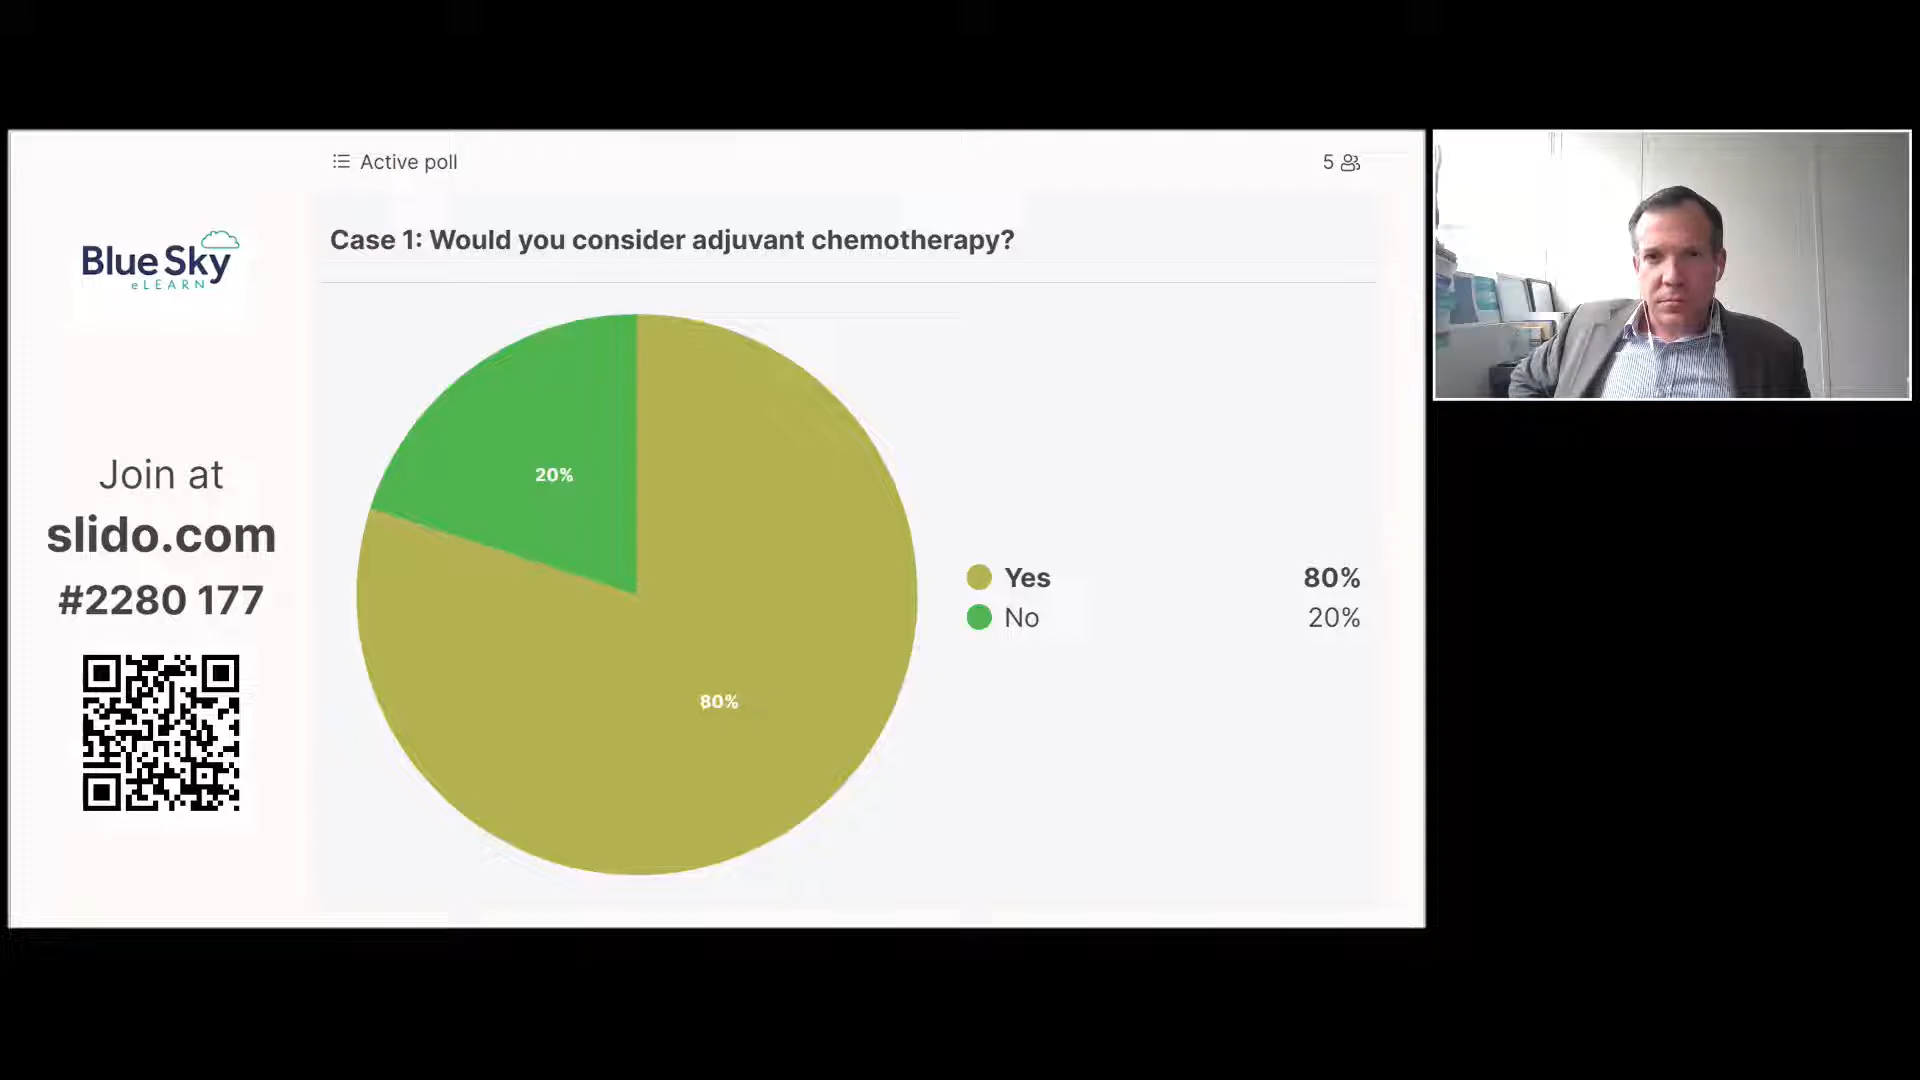 Active poll
5
Blue Sky
eLEARN
Case 1: Would you consider adjuvant chemotherapy?
Join at
slido.com
#2280 177
20%
80%
Yes 80%
No 20%